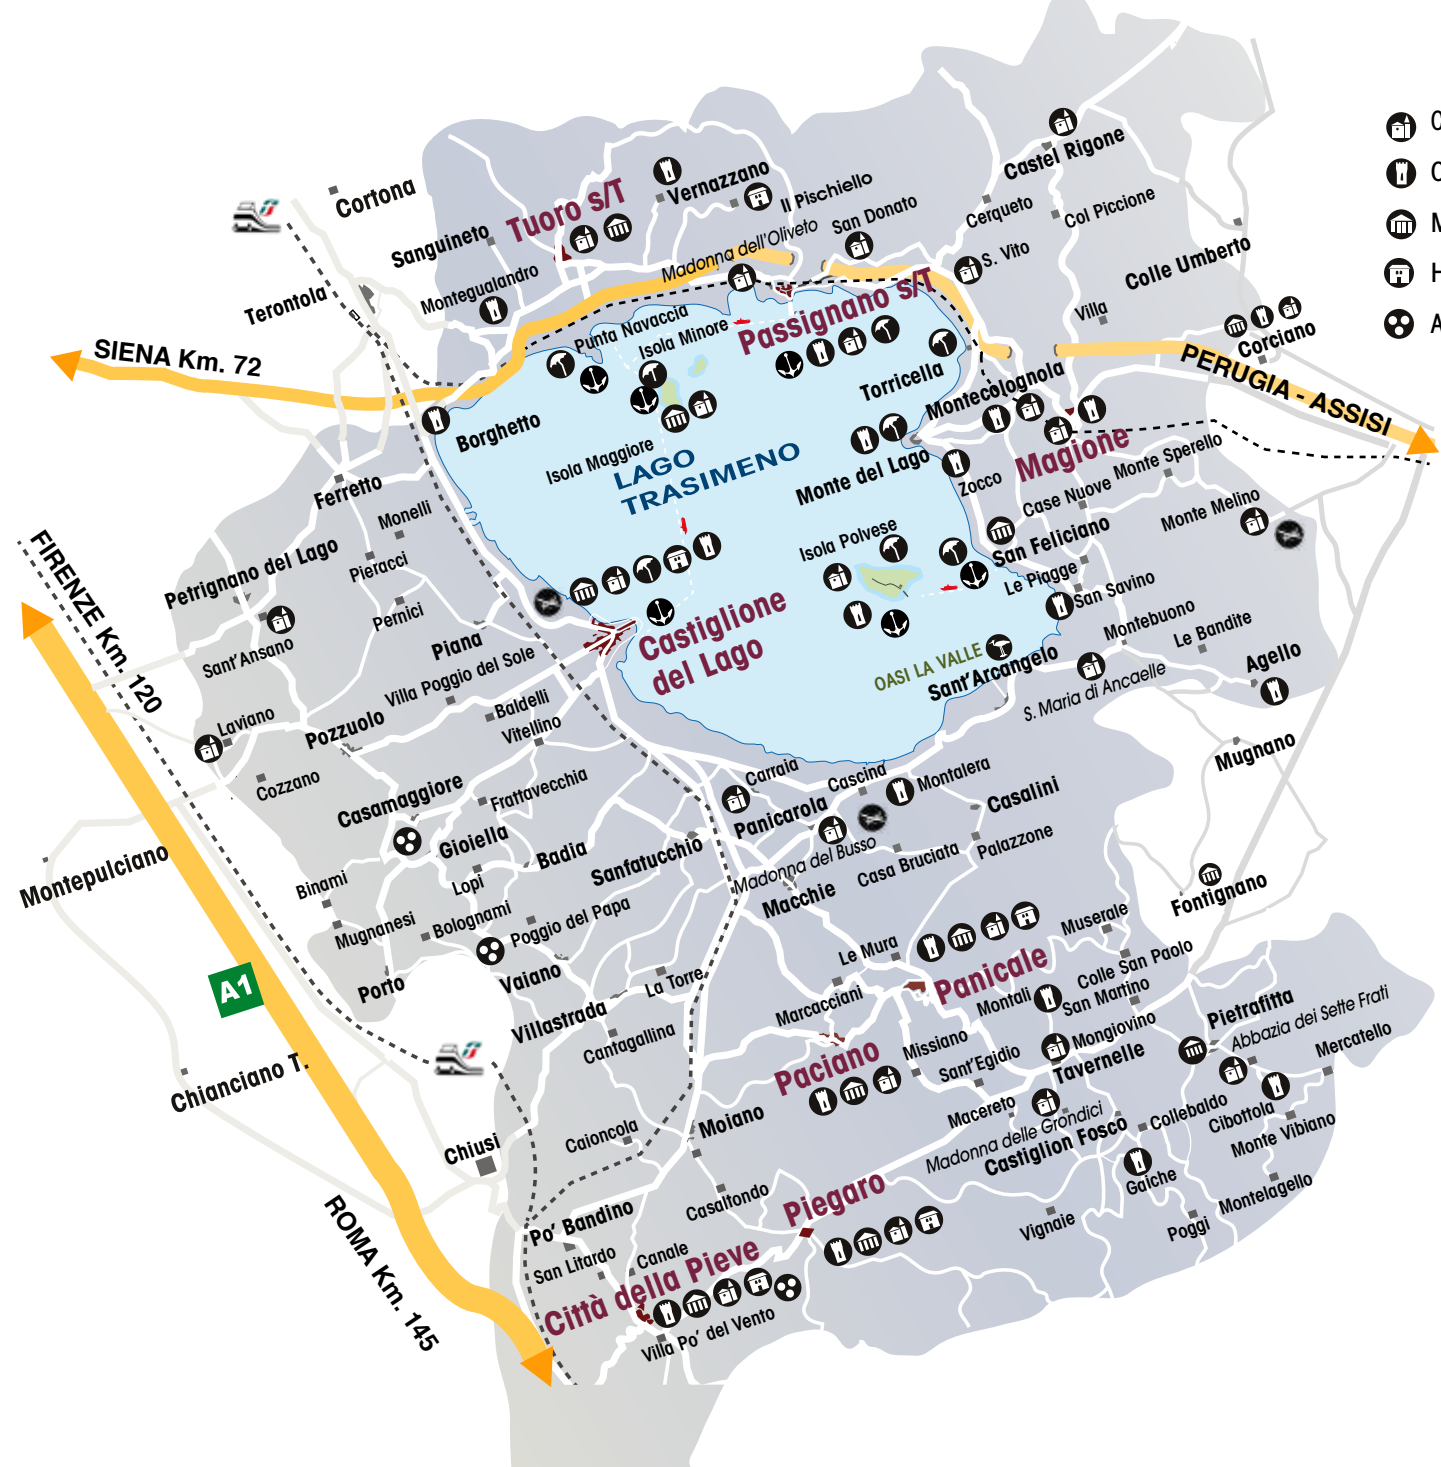 C
C
M
H
A
Castel Rigone
Cortona
Vernazzano
Il Pischiello
Tuoro s/T
Sanguineto
San Donato
Cerqueto
Col Piccione
Madonna dell'Oliveto
S. Vito
Colle Umberto
Montegualandro
Terontola
Passignano s/T
Villa
Punta Navaccia
Isola Minore
Corciano
SIENA Km. 72
PERUGIA - ASSISI
Torricella
Montecolognola
Borghetto
Magione
Isola Maggiore
LAGO
TRASIMENO
Monte del Lago
Zocco
Monte Sperello
Case Nuove
Monte Melino
Ferretto
Monelli
San Feliciano
Isola Polvese
FIRENZE Km. 120
Petrignano del Lago
Pieracci
Le Piagge
San Savino
Pernici
Castiglione
del Lago
Montebuono
Le Bandite
Sant'Ansano
Piana
OASI LA VALLE
Sant'Arcangelo
Agello
S. Maria di Ancaelle
Villa Poggio del Sole
Baldelli
Laviano
Pozzuolo
Vitellino
Mugnano
Cozzano
Casamaggiore
Frattavecchia
Carraia
Cascina
Montalera
Casalini
Panicarola
Gioiella
Badia
Sanfatucchio
Madonna del Busso
Casa Bruciata
Palazzone
Montepulciano
Binami
Lopi
Macchie
Fontignano
Mugnanesi
Bolognami
Poggio del Papa
Le Mura
Muserale
Panicale
Colle San Paolo
Porto
Vaiano
La Torre
A1
Marcacciani
Montali
San Martino
Villastrada
Pietrafitta
Abbazia dei Sette Frati
Cantagallina
Paciano
Missiano
Mongiovino
Mercatello
Sant'Egidio
Tavernelle
Chianciano T.
Moiano
Macereto
Collebaldo
Cibottola
Caioncola
Madonna delle Grondici
Castiglion Fosco
Monte Vibiano
Chiusi
Gaiche
Casaltondo
Piegaro
Montelagello
Po' Bandino
Vignaie
Poggi
San Litardo
Canale
Città della Pieve
ROMA Km. 145
Villa Po' del Vento